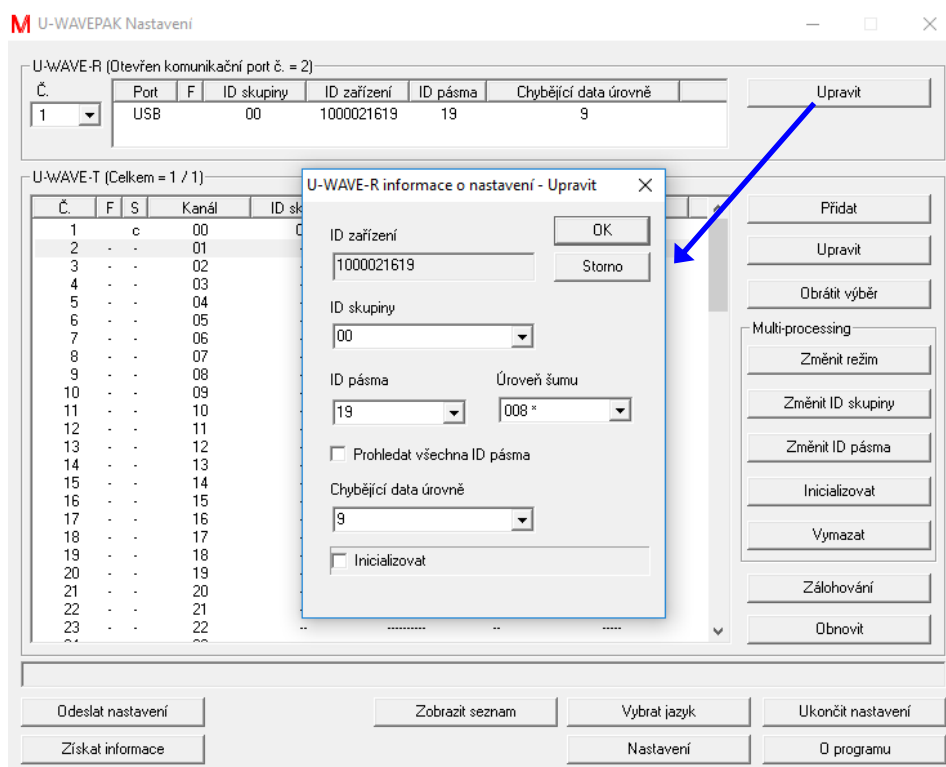 M U-WAVEPAK Nastavení
U-WAVE-R (Otevřen komunikační port č. = 2)
Č.
1
Port F ID skupiny ID zařízení ID pásma Chybějící data úrovně
USB 00 1000021619 19 9
Upravit
U-WAVE-T (Celkem = 1 / 1)
Č. F S Kanál ID sk
1 c 00
2 - - 01
3 - - 02
4 - - 03
5 - - 04
6 - - 05
7 - - 06
8 - - 07
9 - - 08
10 - - 09
11 - - 10
12 - - 11
13 - - 12
14 - - 13
15 - - 14
16 - - 15
17 - - 16
18 - - 17
19 - - 18
20 - - 19
21 - - 20
22 - - 21
23 - - 22 -- ---------- -- -----
U-WAVE-R informace o nastavení - Upravit
ID zařízení
1000021619
OK
Storno
ID skupiny
00
ID pásma Úroveň šumu
19 008 *
Prohledat všechna ID pásma
Chybějící data úrovně
9
Inicializovat
Přidat
Upravit
Obrátit výběr
Multi-processing
Změnit režim
Změnit ID skupiny
Změnit ID pásma
Inicializovat
Vymazat
Zálohování
Obnovit
Odeslat nastavení Zobrazit seznam Vybrat jazyk Ukončit nastavení
Získat informace Nastavení O programu